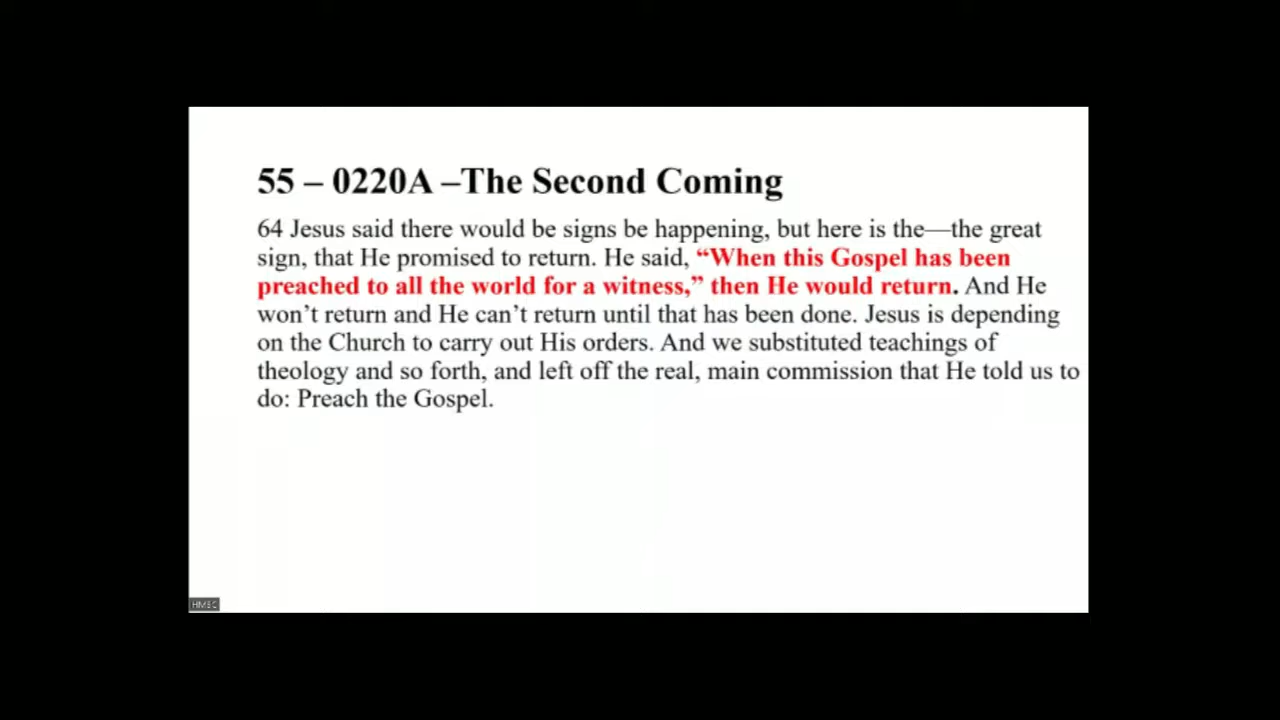 55 – 0220A –The Second Coming
64 Jesus said there would be signs be happening, but here is the—the great
sign, that He promised to return. He said, “When this Gospel has been
preached to all the world for a witness,” then He would return. And He
won’t return and He can’t return until that has been done. Jesus is depending
on the Church to carry out His orders. And we substituted teachings of
theology and so forth, and left off the real, main commission that He told us to
do: Preach the Gospel.